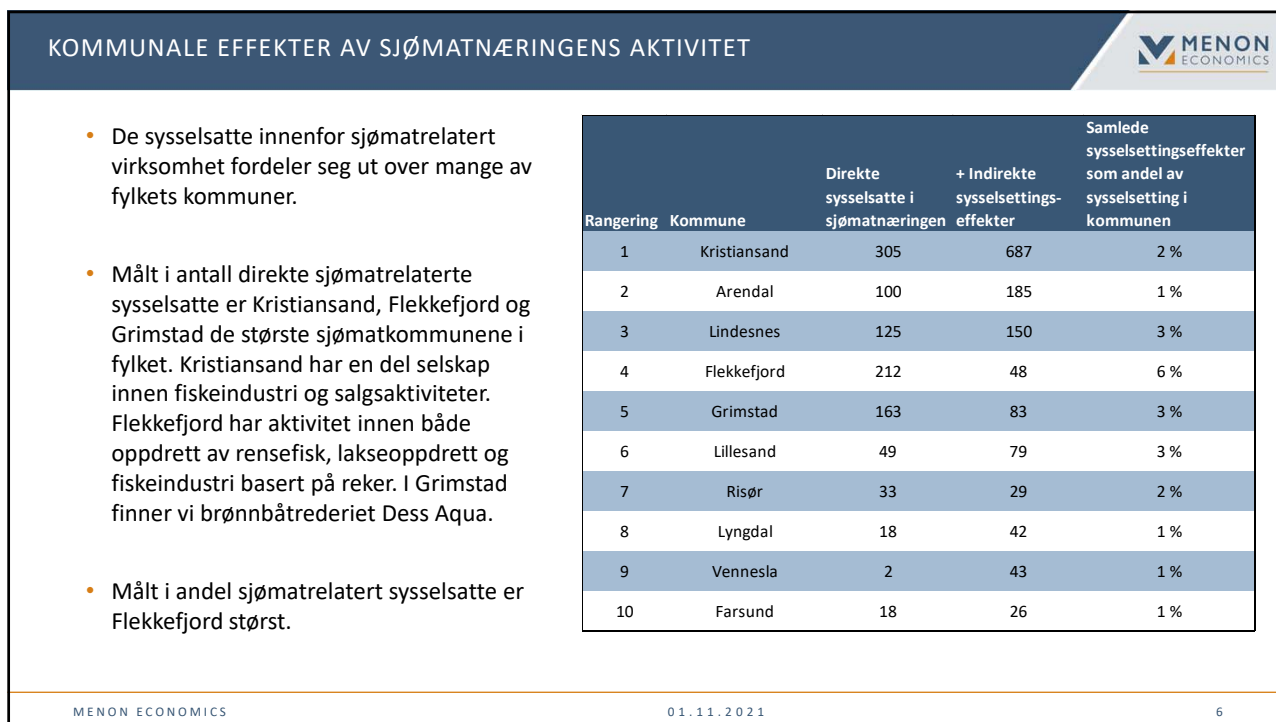 KOMMUNALE EFFEKTER AV SJØMATNÆRINGENS AKTIVITET
MENON
ECONOMICS
• De sysselsatte innenfor sjømatrelatert
virksomhet fordeler seg ut over mange av
fylkets kommuner.
• Målt i antall direkte sjømatrelaterte
sysselsatte er Kristiansand, Flekkefjord og
Grimstad de største sjømatkommunene i
fylket. Kristiansand har en del selskap
innen fiskeindustri og salgsaktiviteter.
Flekkefjord har aktivitet innen både
oppdrett av rensefisk, lakseoppdrett og
fiskeindustri basert på reker. I Grimstad
finner vi brønnbåtrederiet Dess Aqua.
• Målt i andel sjømatrelatert sysselsatte er
Flekkefjord størst.
Samlede
sysselsettingseffekter
Direkte + Indirekte som andel av
sysselsatte i sysselsettings- sysselsetting i
Rangering Kommune sjømatnæringen effekter kommunen
1 Kristiansand 305 687 2 %
2 Arendal 100 185 1 %
3 Lindesnes 125 150 3 %
4 Flekkefjord 212 48 6 %
5 Grimstad 163 83 3 %
6 Lillesand 49 79 3 %
7 Risør 33 29 2 %
8 Lyngdal 18 42 1 %
9 Vennesla 2 43 1 %
10 Farsund 18 26 1 %
MENON ECONOMICS 01.11.2021 6